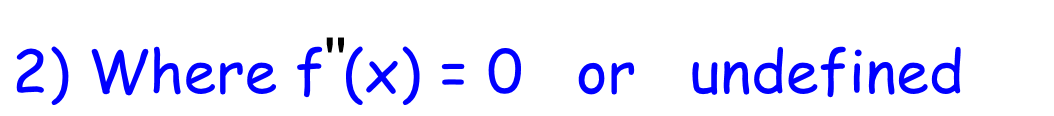 2) Where f"(x) = 0 or undefined